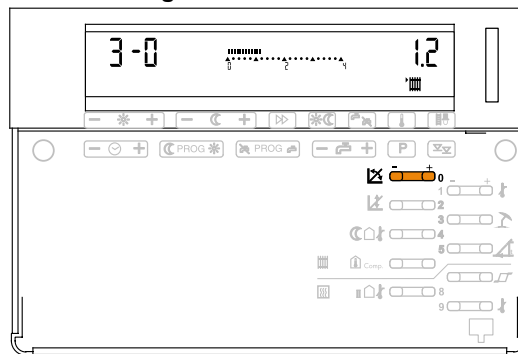 3-0 1.2
0 2 4
- + - +
- + PROG PROG - + P
- + 0
1 - +
2
3
4
5
Comp.
8
9